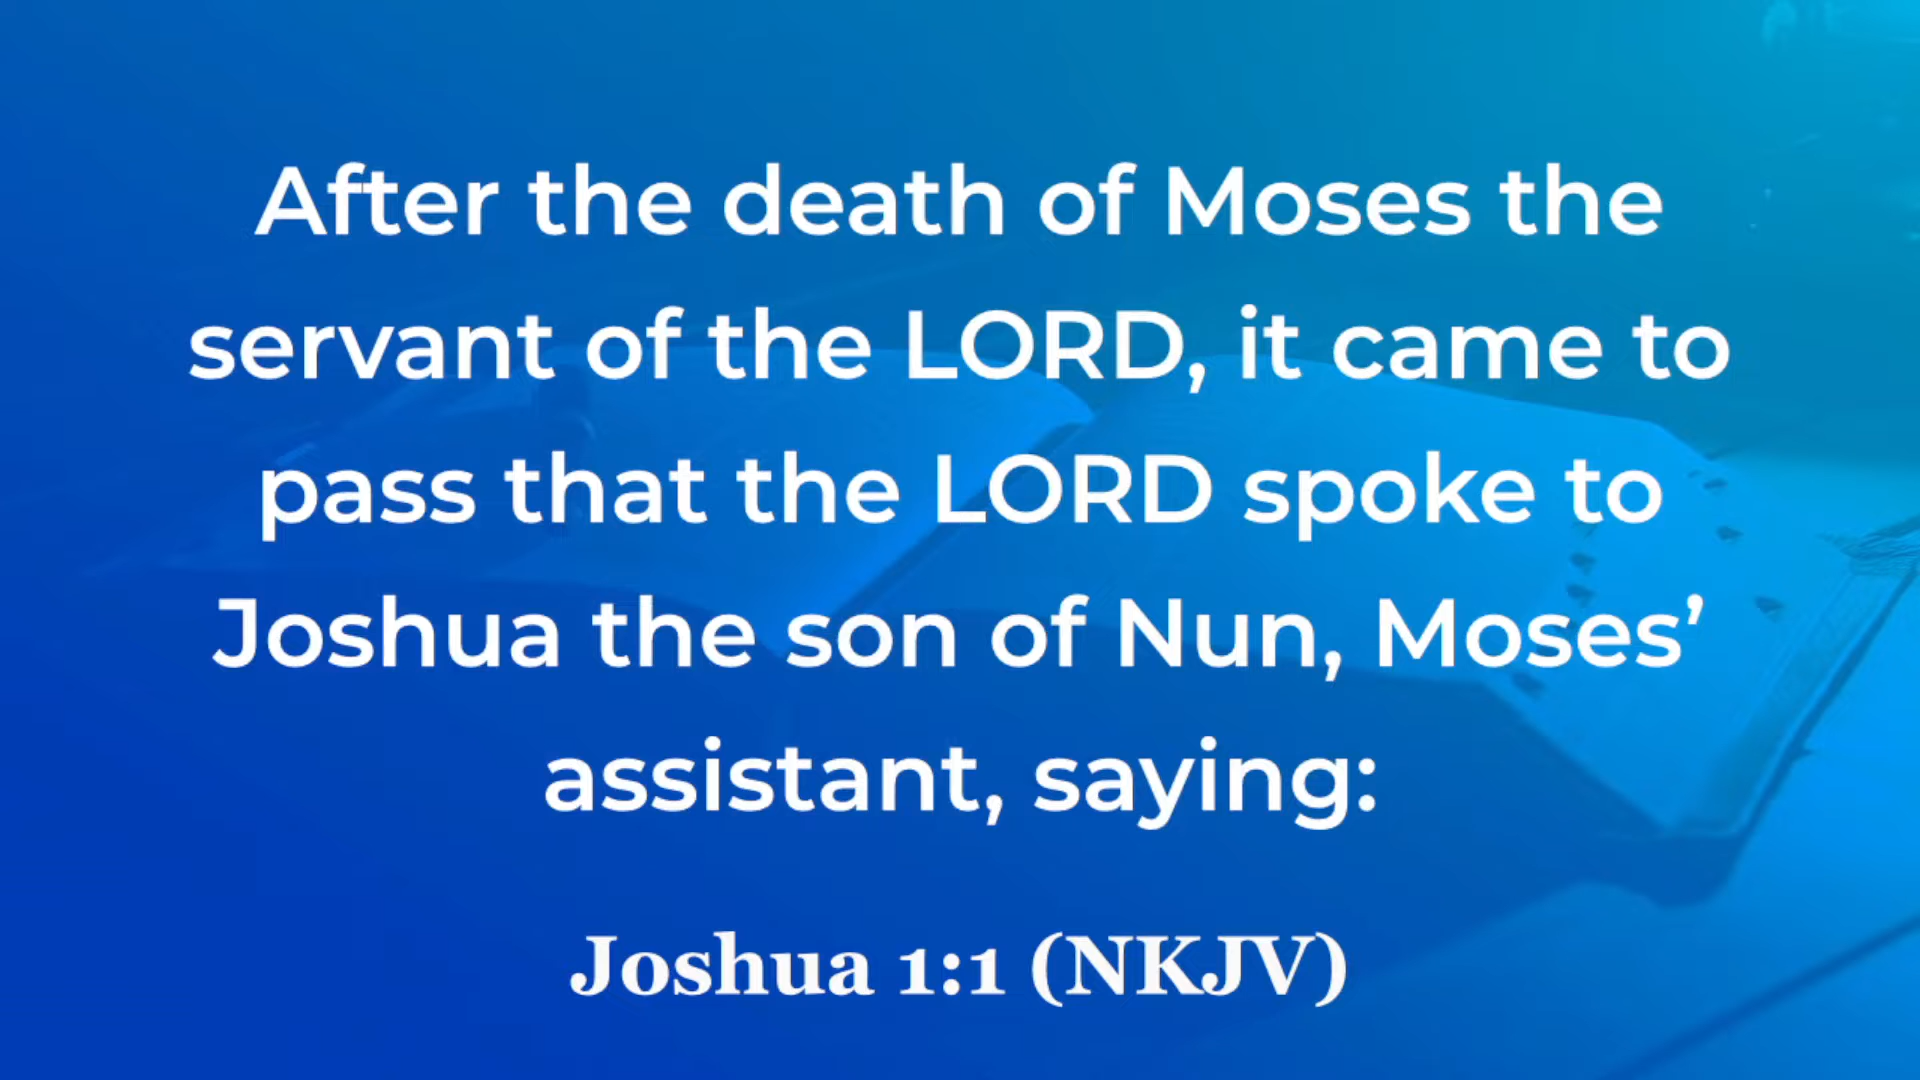 After the death of Moses the
servant of the LORD, it came to
pass that the LORD spoke to
Joshua the son of Nun, Moses’
assistant, saying:
Joshua 1:1 (NKJV)